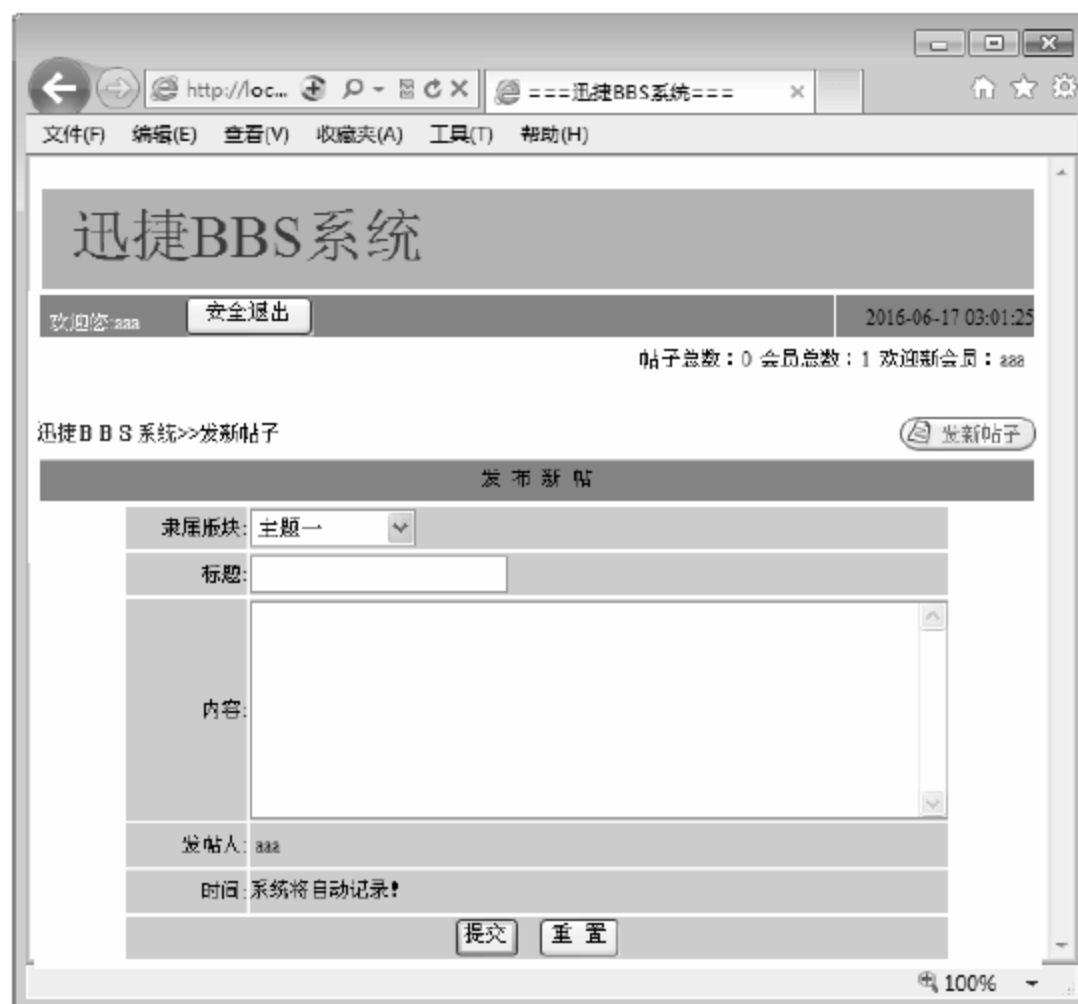 http://loc... ===迅捷BBS系统===
文件(F) 编辑(E) 查看(V) 收藏夹(A) 工具(T) 帮助(H)
迅捷BBS系统
欢迎您:aaa 安全退出 2016-06-17 03:01:25
帖子总数：0 会员总数：1 欢迎新会员：aaa
迅捷B B S 系统>>发新帖子 发新帖子
发 布 新 帖
隶属版块: 主题一
标题:
内容:
发帖人: aaa
时间:系统将自动记录!
提交 重 置
100%